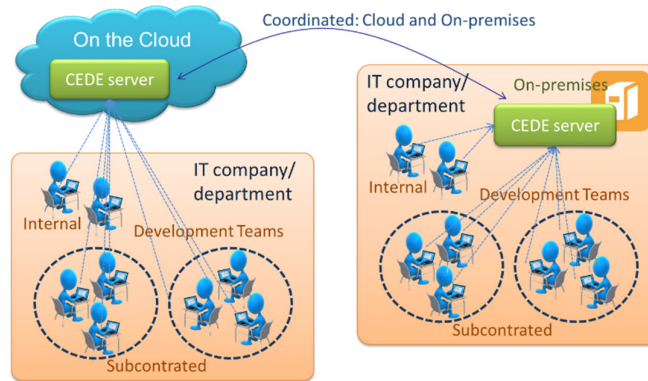 Coordinated: Cloud and On-premises
On the Cloud
CEDE server
IT company/
department
Internal
Development Teams
Subcontrated
IT company/
department
On-premises
CEDE server
Internal
Development Teams
Subcontrated